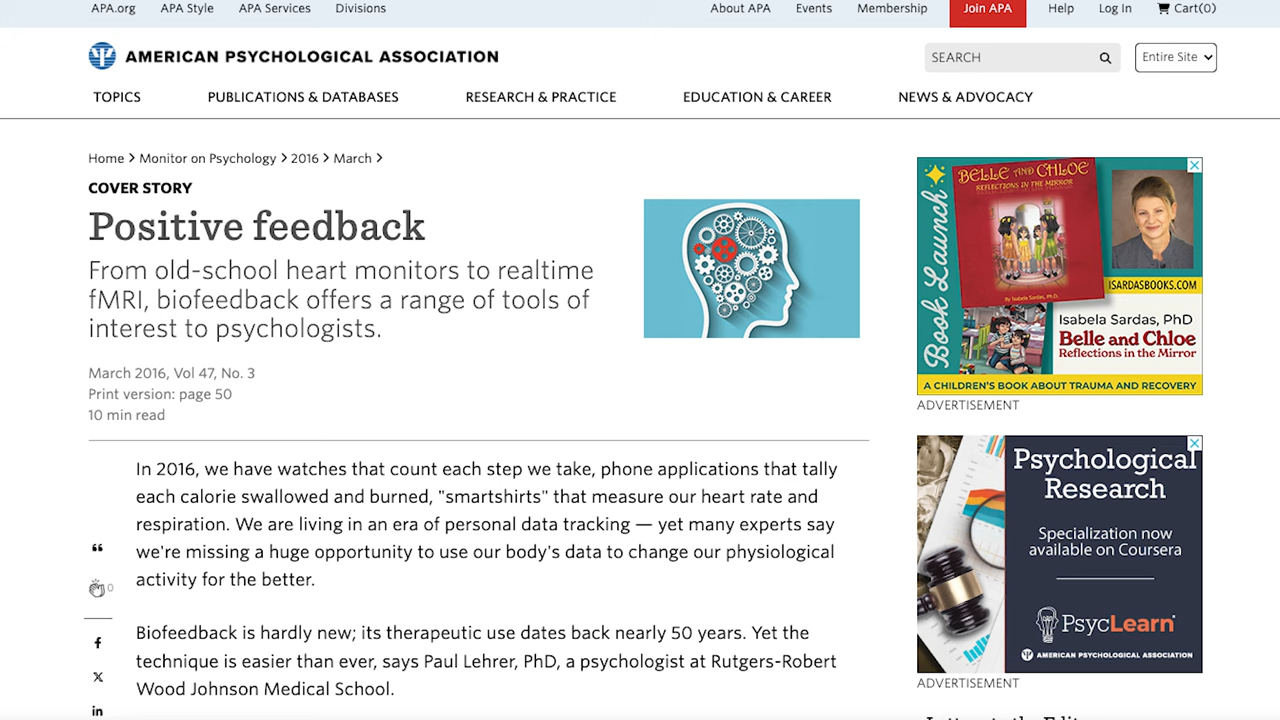 APA.org APA Style APA Services Divisions About APA Events Membership Join APA Help Log In Cart(0)
AMERICAN PSYCHOLOGICAL ASSOCIATION
SEARCH
Entire Site
TOPICS PUBLICATIONS & DATABASES RESEARCH & PRACTICE EDUCATION & CAREER NEWS & ADVOCACY
Home > Monitor on Psychology > 2016 > March >
COVER STORY
Positive feedback
From old-school heart monitors to realtime
fMRI, biofeedback offers a range of tools of
interest to psychologists.
March 2016, Vol 47, No. 3
Print version: page 50
10 min read
In 2016, we have watches that count each step we take, phone applications that tally
each calorie swallowed and burned, "smartshirts" that measure our heart rate and
respiration. We are living in an era of personal data tracking — yet many experts say
we're missing a huge opportunity to use our body's data to change our physiological
activity for the better.
0
Biofeedback is hardly new; its therapeutic use dates back nearly 50 years. Yet the
technique is easier than ever, says Paul Lehrer, PhD, a psychologist at Rutgers-Robert
Wood Johnson Medical School.
Book Launch
BELLE AND CHLOE
REFLECTIONS IN THE MIRROR
By Isabela Sardas, Ph.D.
ISARDASBOOKS.COM
Isabela Sardas, PhD
Belle and Chloe
Reflections in the Mirror
A CHILDREN'S BOOK ABOUT TRAUMA AND RECOVERY
ADVERTISEMENT
Psychological
Research
Specialization now
available on Coursera
PsycLearn
AMERICAN PSYCHOLOGICAL ASSOCIATION
ADVERTISEMENT